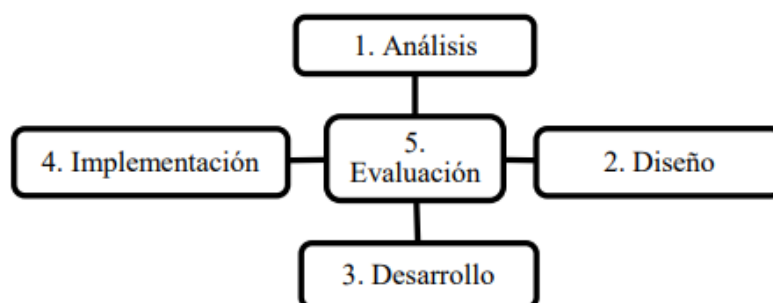 1. Análisis
4. Implementación
5.
Evaluación
2. Diseño
3. Desarrollo